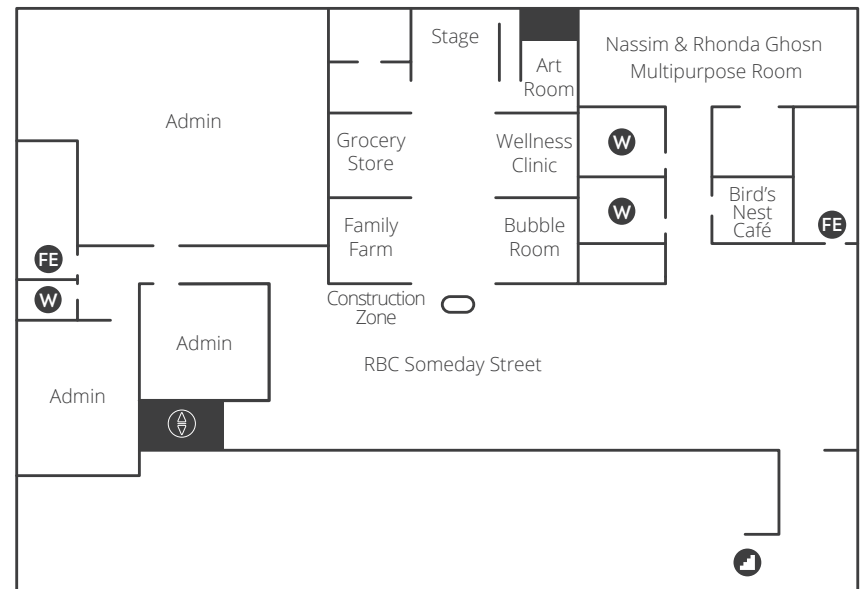 Stage
Nassim & Rhonda Ghosn
Multipurpose Room
Art
Room
Admin
Grocery
Store
Wellness
Clinic
W
Family
Farm
Bubble
Room
W
Bird's
Nest
Café
FE
FE
W
Construction
Zone
Admin
RBC Someday Street
Admin